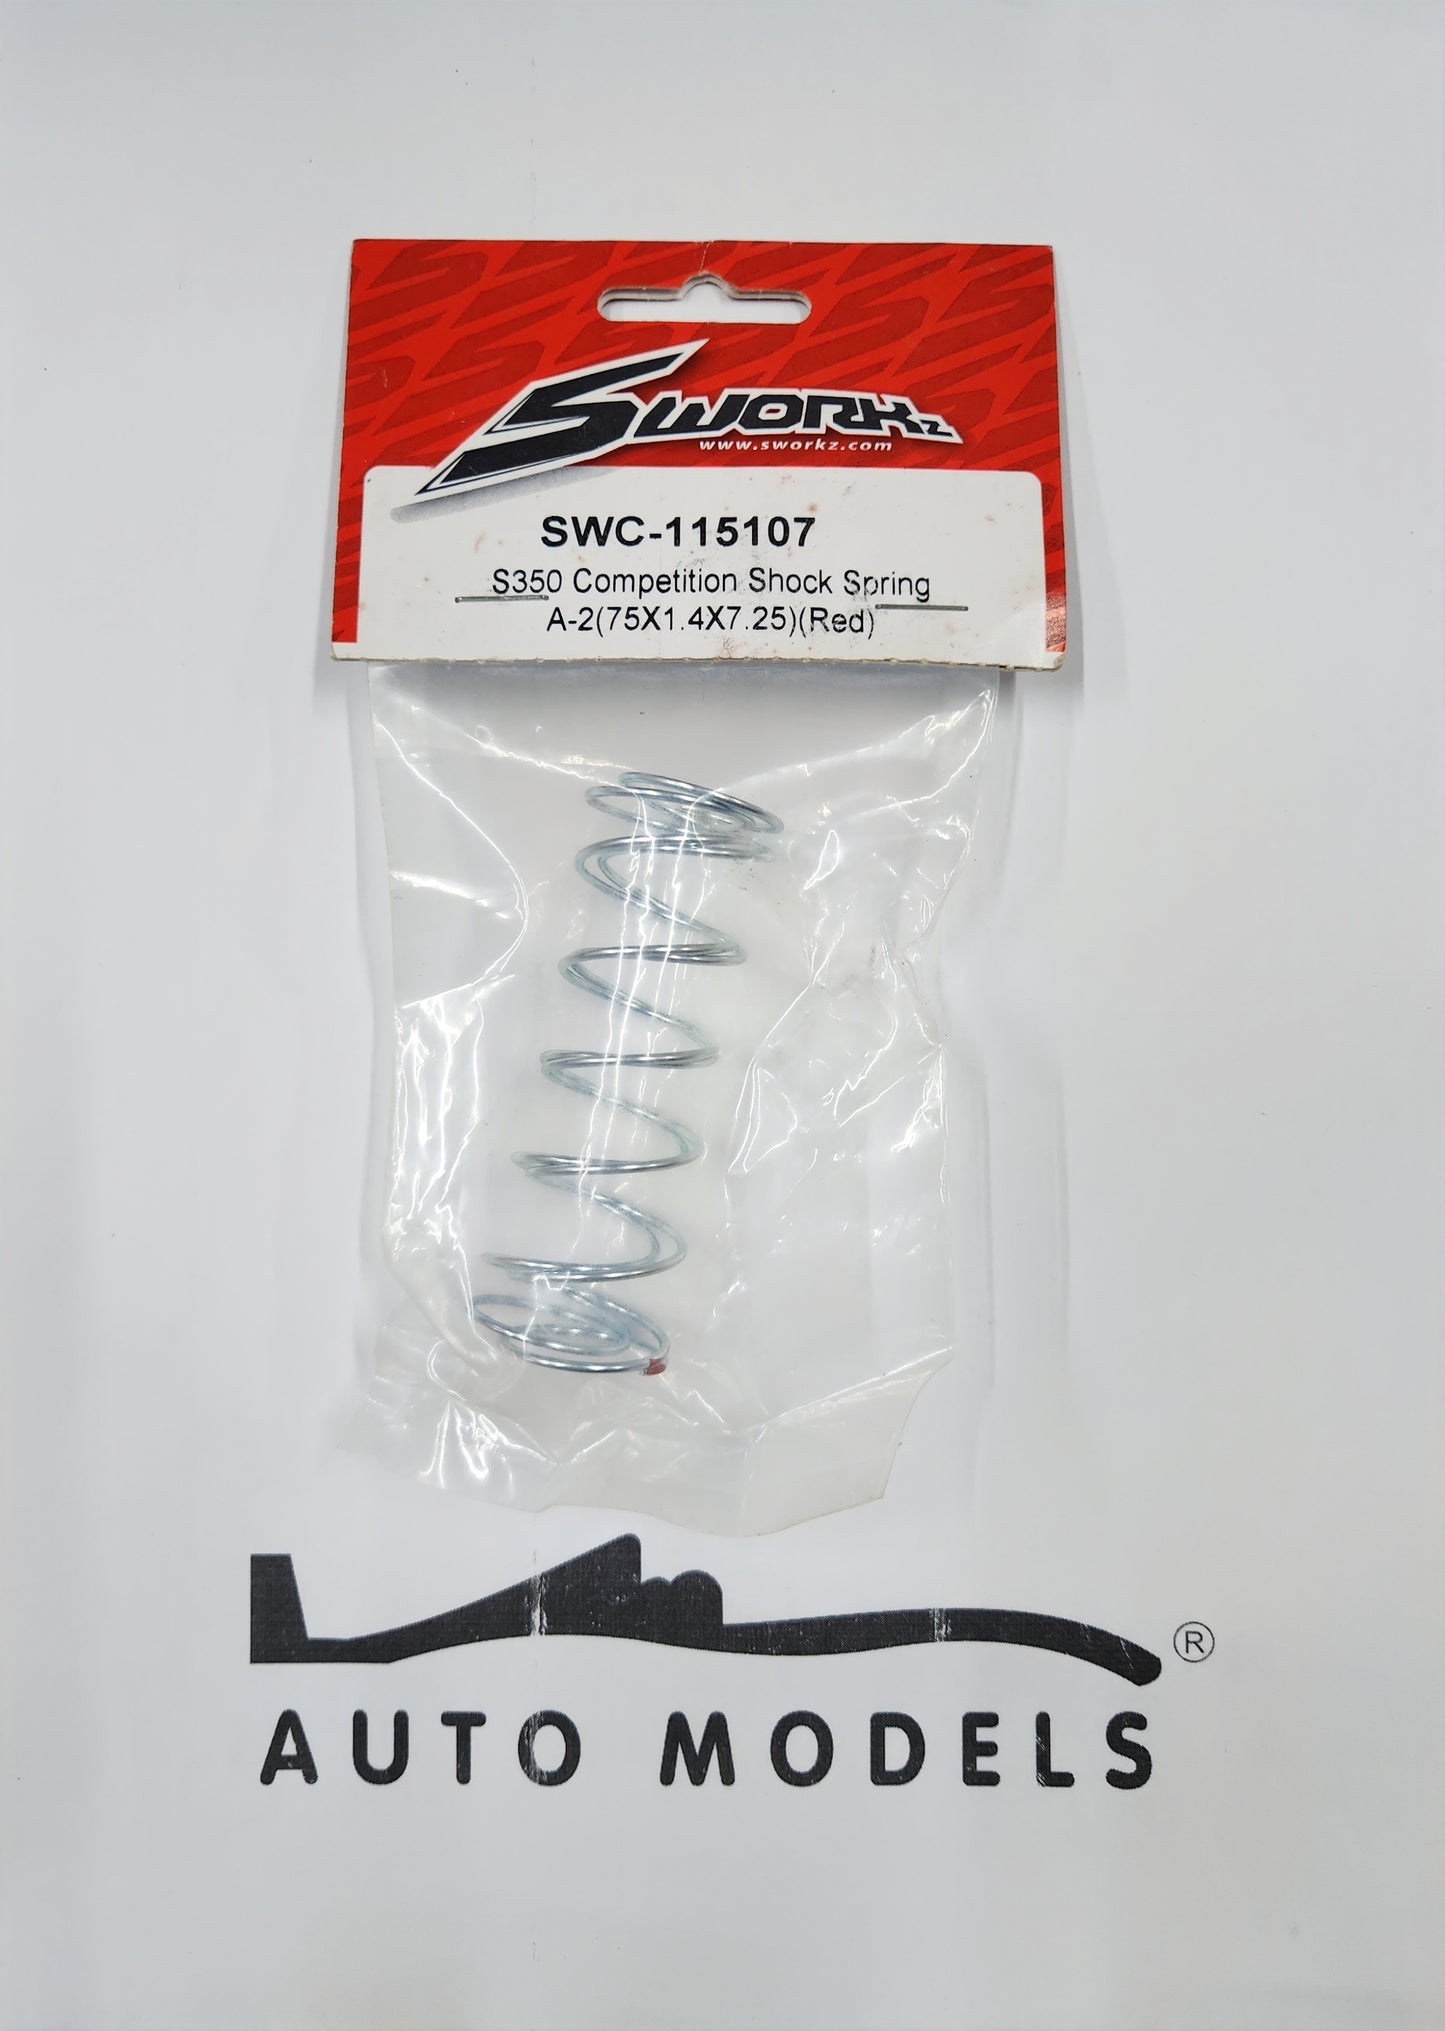 SWORKz
www.sworkz.com
SWC-115107
S350 Competition Shock Spring
A-2(75X1.4X7.25)(Red)
®
AUTO MODELS